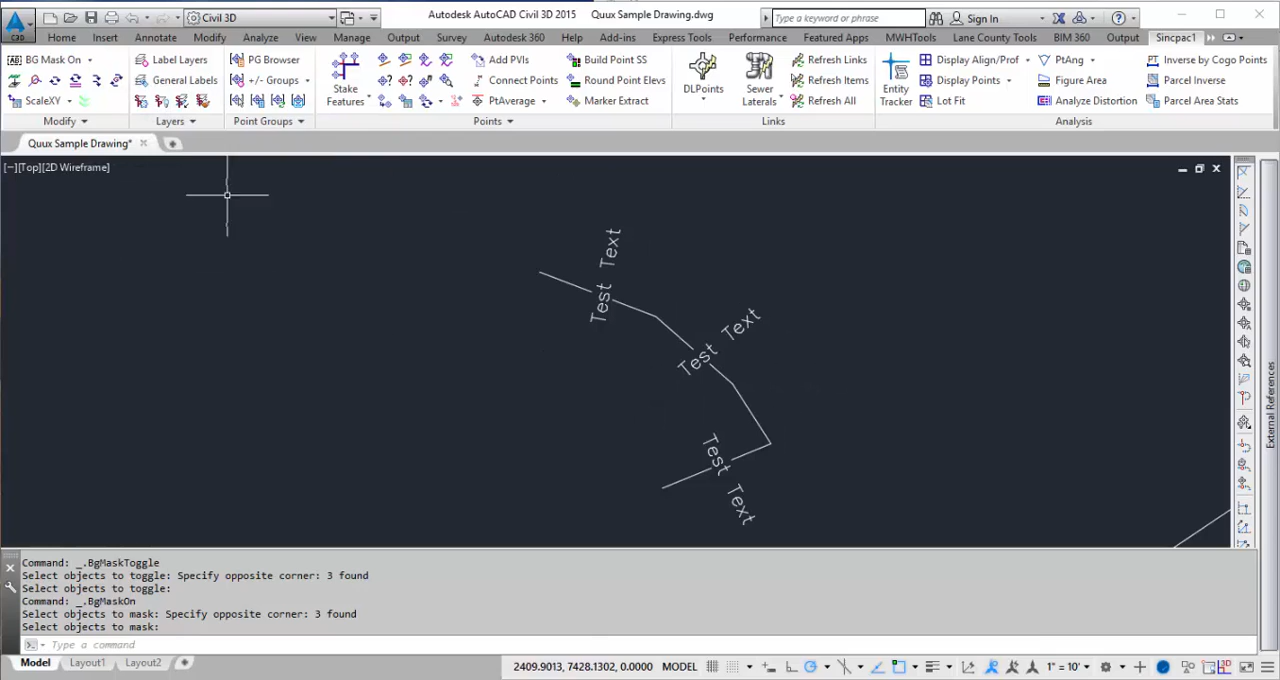 Autodesk AutoCAD Civil 3D 2015 Quux Sample Drawing.dwg
Civil 3D
Type a keyword or phrase
Sign In
C3D
Home Insert Annotate Modify Analyze View Manage Output Survey Autodesk 360 Help Add-ins Express Tools Performance Featured Apps MWHTools Lane County Tools BIM 360 Output Sincpac1
BG Mask On
ScaleXY
Modify
Label Layers
General Labels
Layers
PG Browser
+/- Groups
Point Groups
Stake
Features
Add PVIs
Connect Points
PtAverage
Build Point SS
Round Point Elevs
Marker Extract
Points
DLPoints
Sewer
Laterals
Refresh Links
Refresh Items
Refresh All
Links
Entity
Tracker
Display Align/Prof
Display Points
Lot Fit
PtAng
Figure Area
Analyze Distortion
Inverse by Cogo Points
Parcel Inverse
Parcel Area Stats
Analysis
Quux Sample Drawing*
[−][Top][2D Wireframe]
Test Text
Test Text
Test Text
External References
Command: _.BgMaskToggle
Select objects to toggle: Specify opposite corner: 3 found
Select objects to toggle:
Command: _.BgMaskOn
Select objects to mask: Specify opposite corner: 3 found
Select objects to mask:
Type a command
Model Layout1 Layout2
2409.9013, 7428.1302, 0.0000 MODEL
1" = 10'